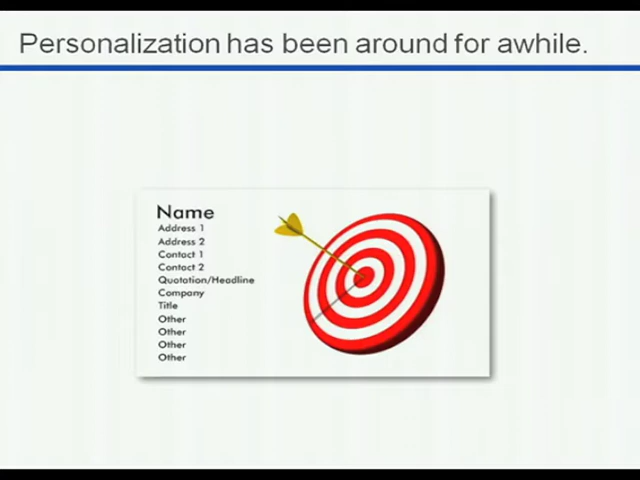 Personalization has been around for awhile.
Name
Address 1
Address 2
Contact 1
Contact 2
Quotation/Headline
Company
Title
Other
Other
Other
Other